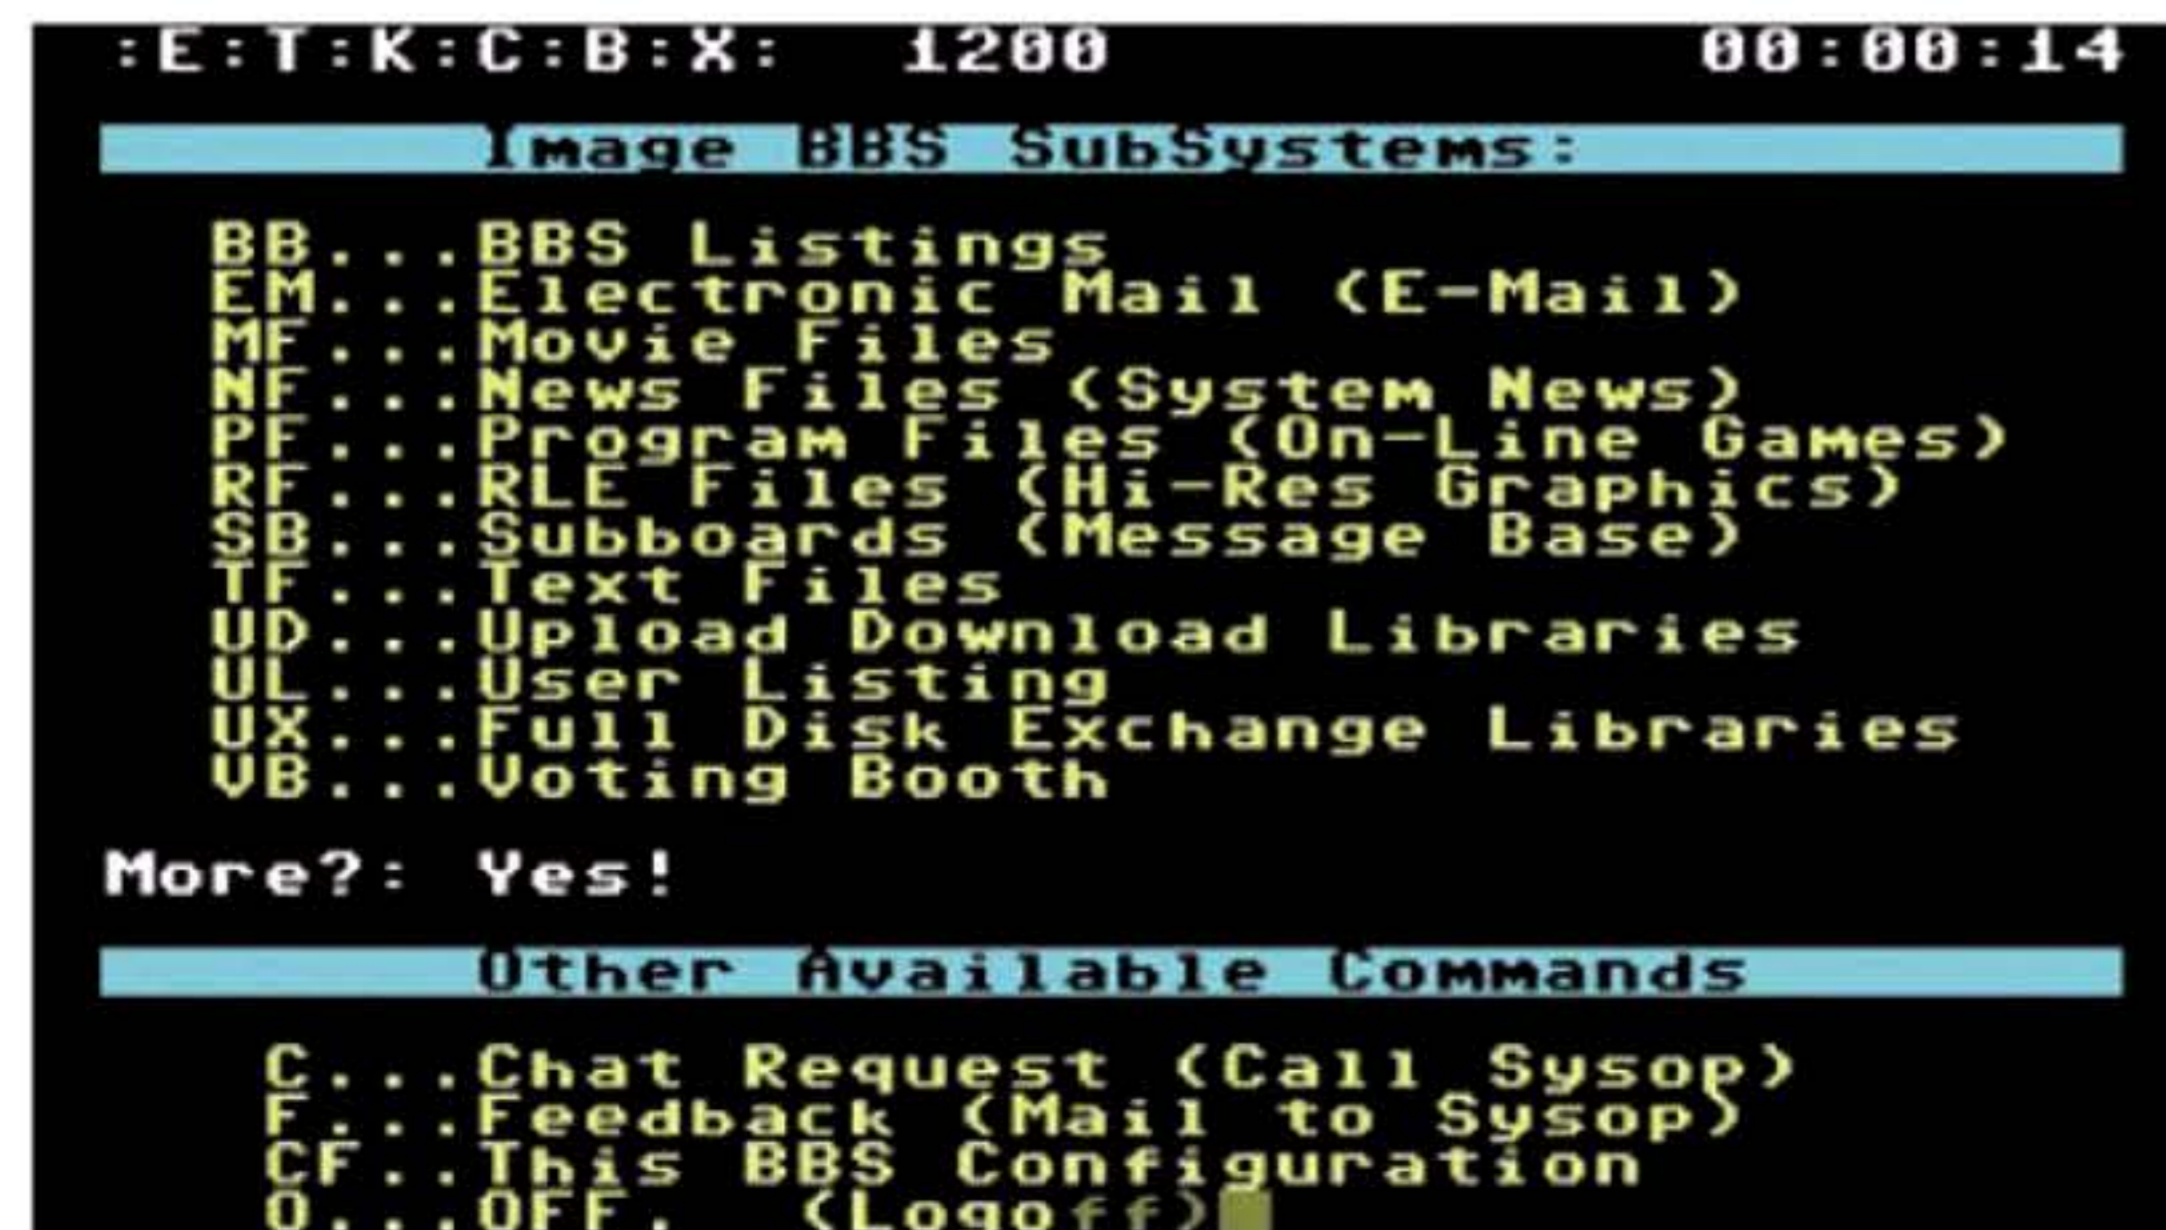 :E:T:K:C:B:X: 1200 00:00:14
Image BBS SubSystems:
BB...BBS Listings
EM...Electronic Mail (E-Mail)
MF...Movie Files
NF...News Files (System News)
PF...Program Files (On-Line Games)
RF...RLE Files (Hi-Res Graphics)
SB...Subboards (Message Base)
TF...Text Files
UD...Upload Download Libraries
UL...User Listing
UX...Full Disk Exchange Libraries
VB...Voting Booth
More?: Yes!
Other Available Commands
C...Chat Request (Call Sysop)
F...Feedback (Mail to Sysop)
CF..This BBS Configuration
O...OFF. (Logoff)